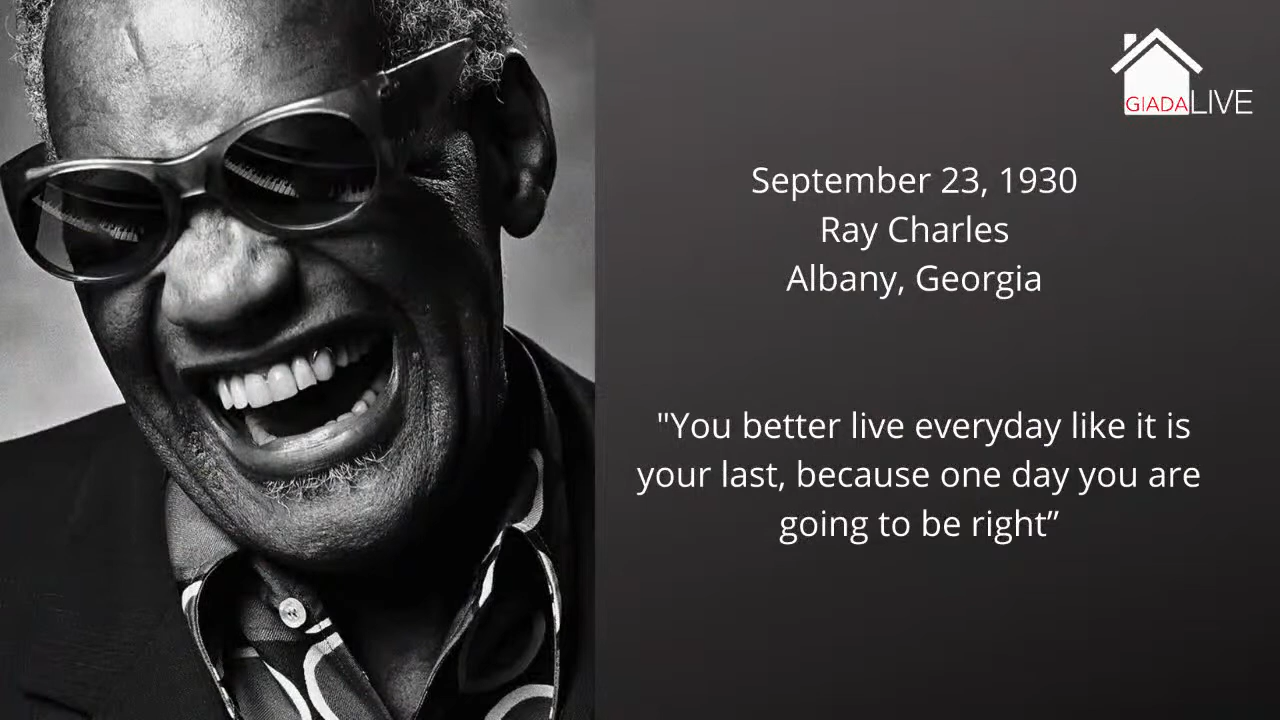 GIADALIVE
September 23, 1930
Ray Charles
Albany, Georgia
"You better live everyday like it is
your last, because one day you are
going to be right”